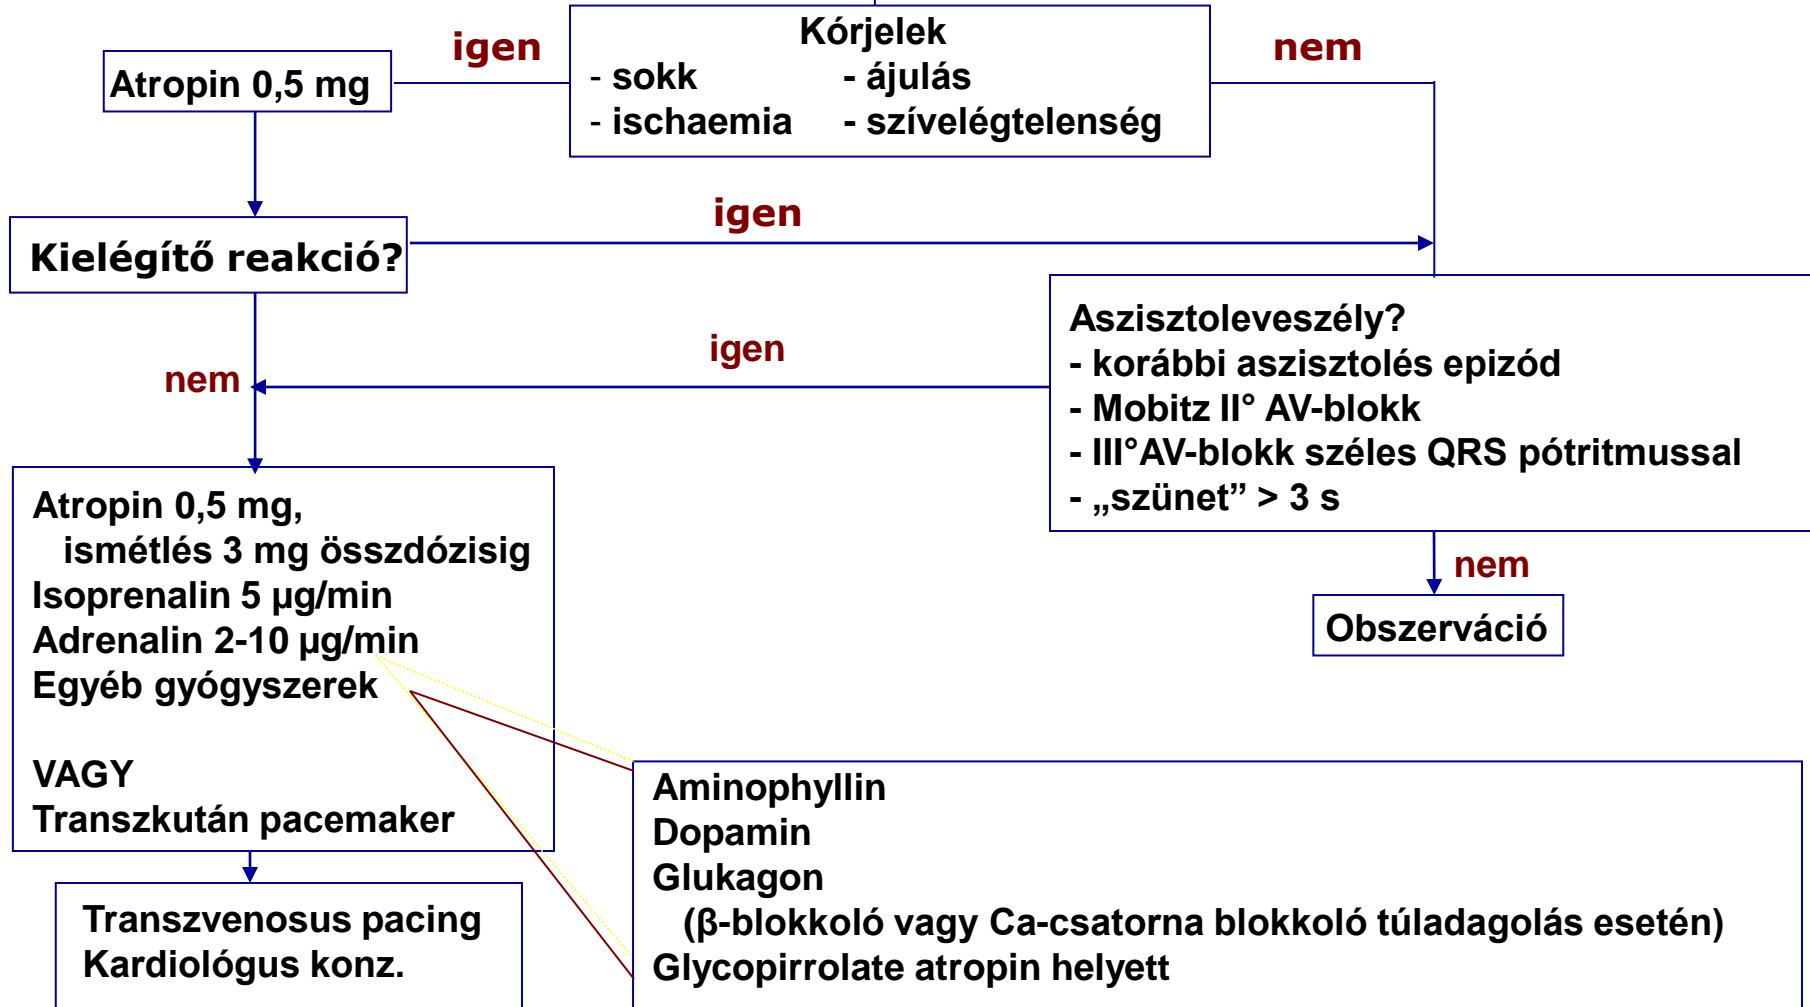 Kórjelek
- sokk - ájulás
- ischaemia - szívelégtelenség
igen
nem
Atropin 0,5 mg
Kielégítő reakció?
igen
Aszisztoleveszély?
- korábbi aszisztolés epizód
- Mobitz II° AV-blokk
- III°AV-blokk széles QRS pótritmussal
- „szünet” > 3 s
igen
nem
nem
Obszerváció
Atropin 0,5 mg,
ismétlés 3 mg összdózisig
Isoprenalin 5 µg/min
Adrenalin 2-10 µg/min
Egyéb gyógyszerek
VAGY
Transzkután pacemaker
Aminophyllin
Dopamin
Glukagon
(β-blokkoló vagy Ca-csatorna blokkoló túladagolás esetén)
Glycopirrolate atropin helyett
Transzvenosus pacing
Kardiológus konz.